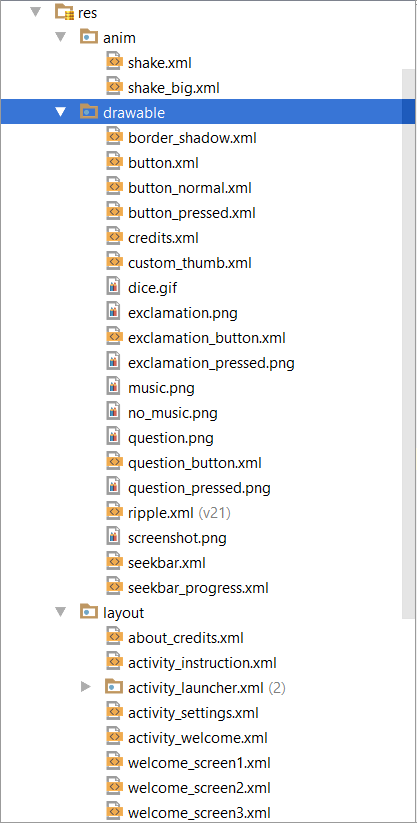 res
anim
shake.xml
shake_big.xml
drawable
border_shadow.xml
button.xml
button_normal.xml
button_pressed.xml
credits.xml
custom_thumb.xml
dice.gif
exclamation.png
exclamation_button.xml
exclamation_pressed.png
music.png
no_music.png
question.png
question_button.xml
question_pressed.png
ripple.xml (v21)
screenshot.png
seekbar.xml
seekbar_progress.xml
layout
about_credits.xml
activity_instruction.xml
activity_launcher.xml (2)
activity_settings.xml
activity_welcome.xml
welcome_screen1.xml
welcome_screen2.xml
welcome_screen3.xml